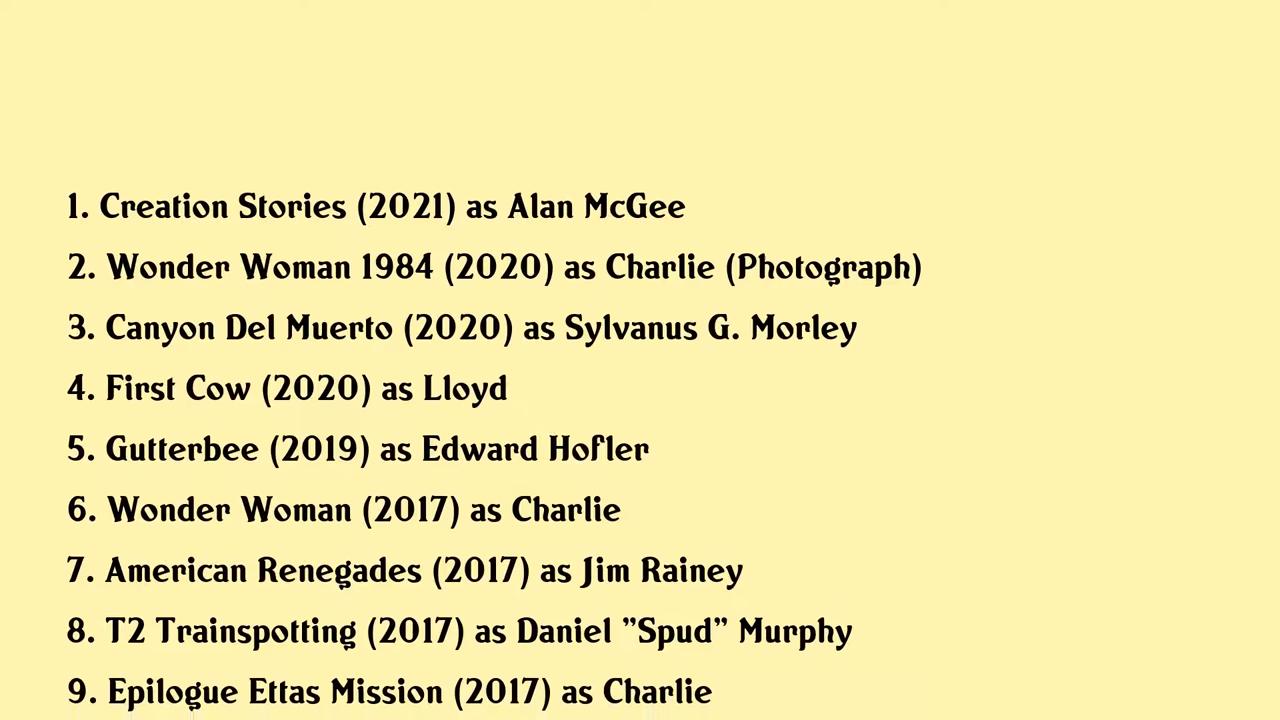 1. Creation Stories (2021) as Alan McGee
2. Wonder Woman 1984 (2020) as Charlie (Photograph)
3. Canyon Del Muerto (2020) as Sylvanus G. Morley
4. First Cow (2020) as Lloyd
5. Gutterbee (2019) as Edward Hofler
6. Wonder Woman (2017) as Charlie
7. American Renegades (2017) as Jim Rainey
8. T2 Trainspotting (2017) as Daniel ”Spud” Murphy
9. Epilogue Ettas Mission (2017) as Charlie